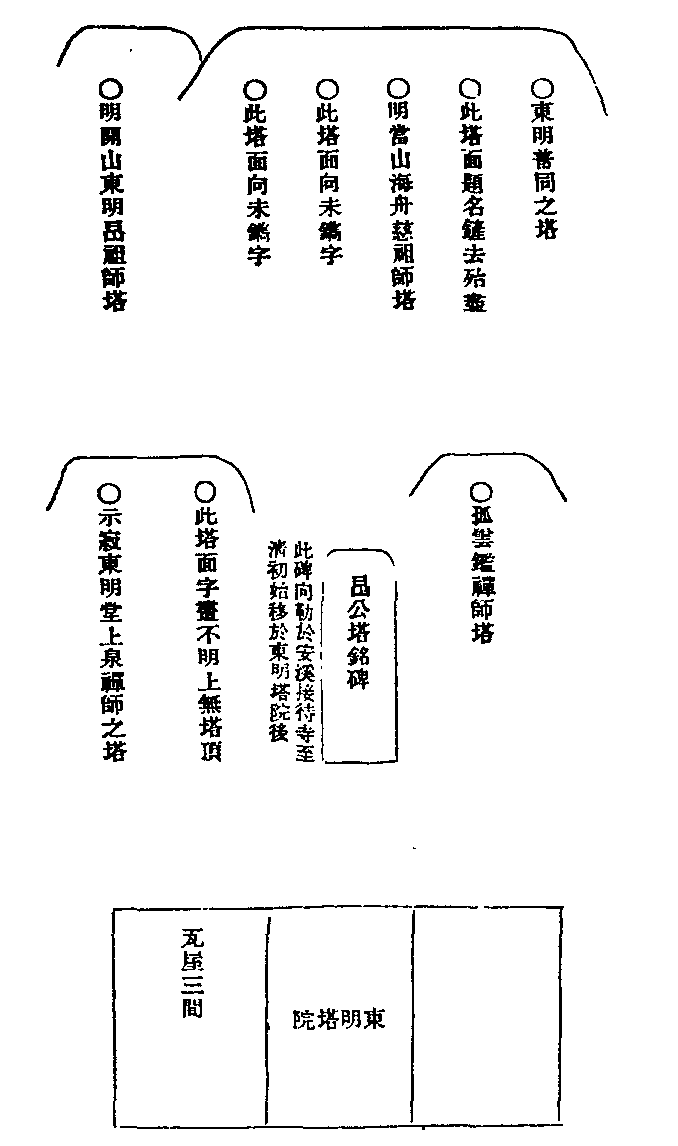 ○東明善同之塔
○此塔面題名鏟去殆盡
○明當山海舟慈祖師塔
○此塔面向未鐫字
○此塔面向未鐫字
○明開山東明旵祖師塔
○孤雲鑑禪師塔
旵公塔銘碑
此碑向勒於安溪接待寺至
清初始移於東明塔院後
○此塔面字畫不明上無塔頂
○示寂東明堂上泉禪師之塔
東明塔院
瓦屋三間